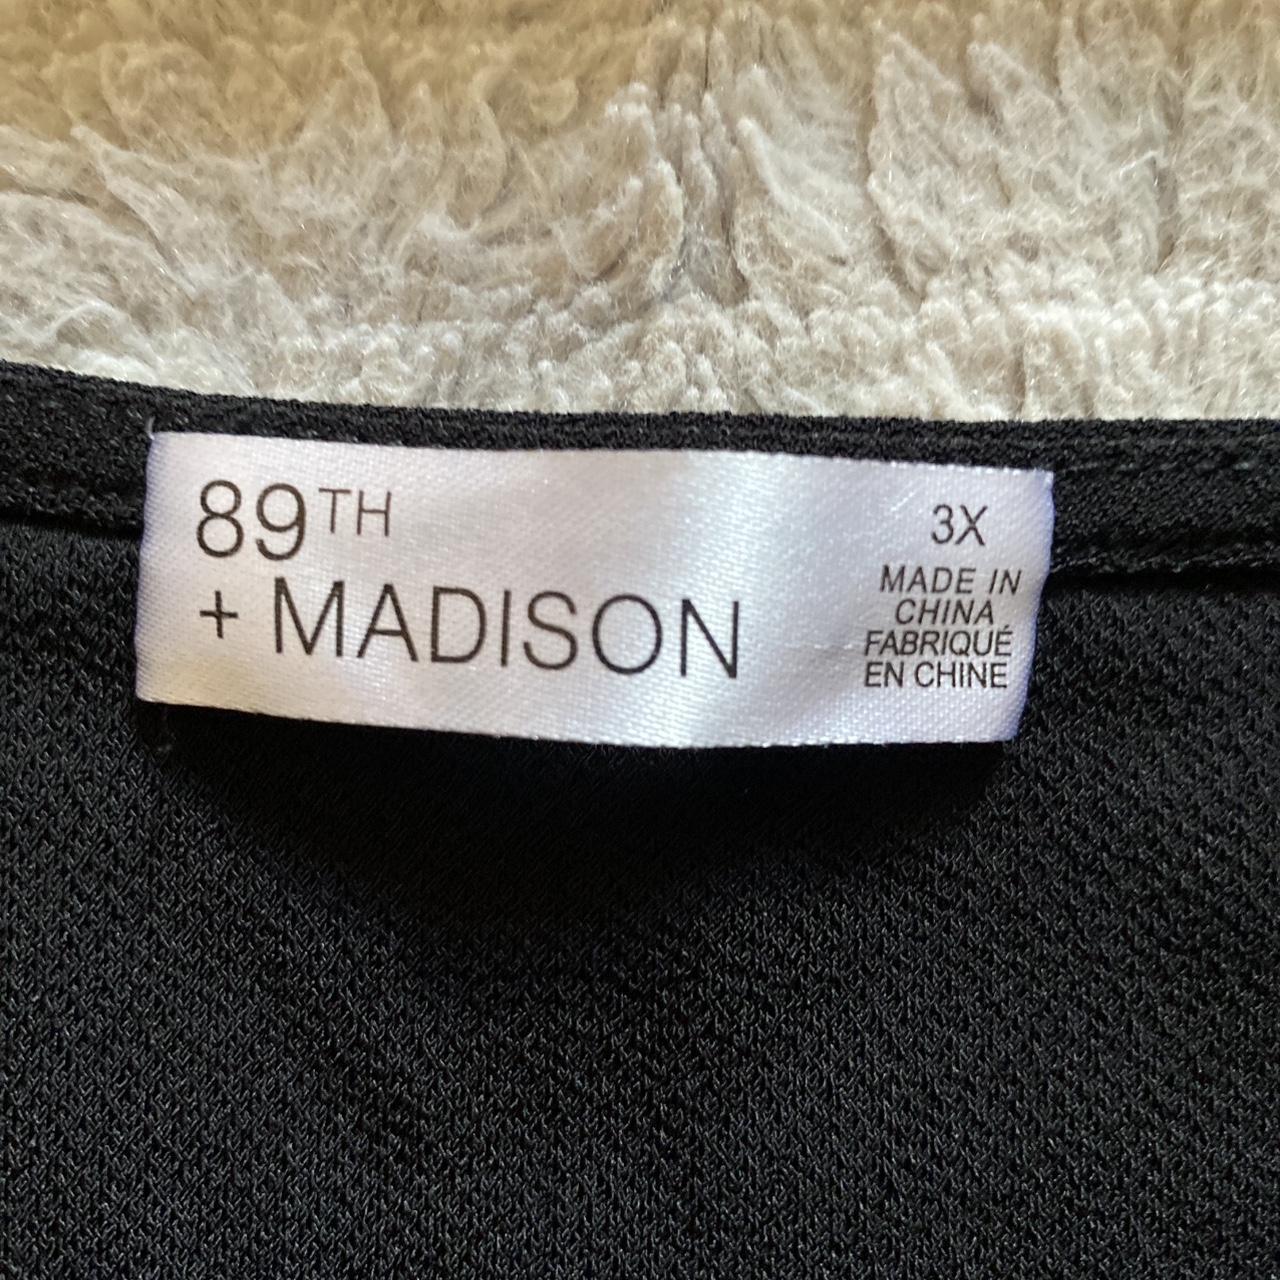 89TH
+ MADISON
3X
MADE IN
CHINA
FABRIQUÉ
EN CHINE